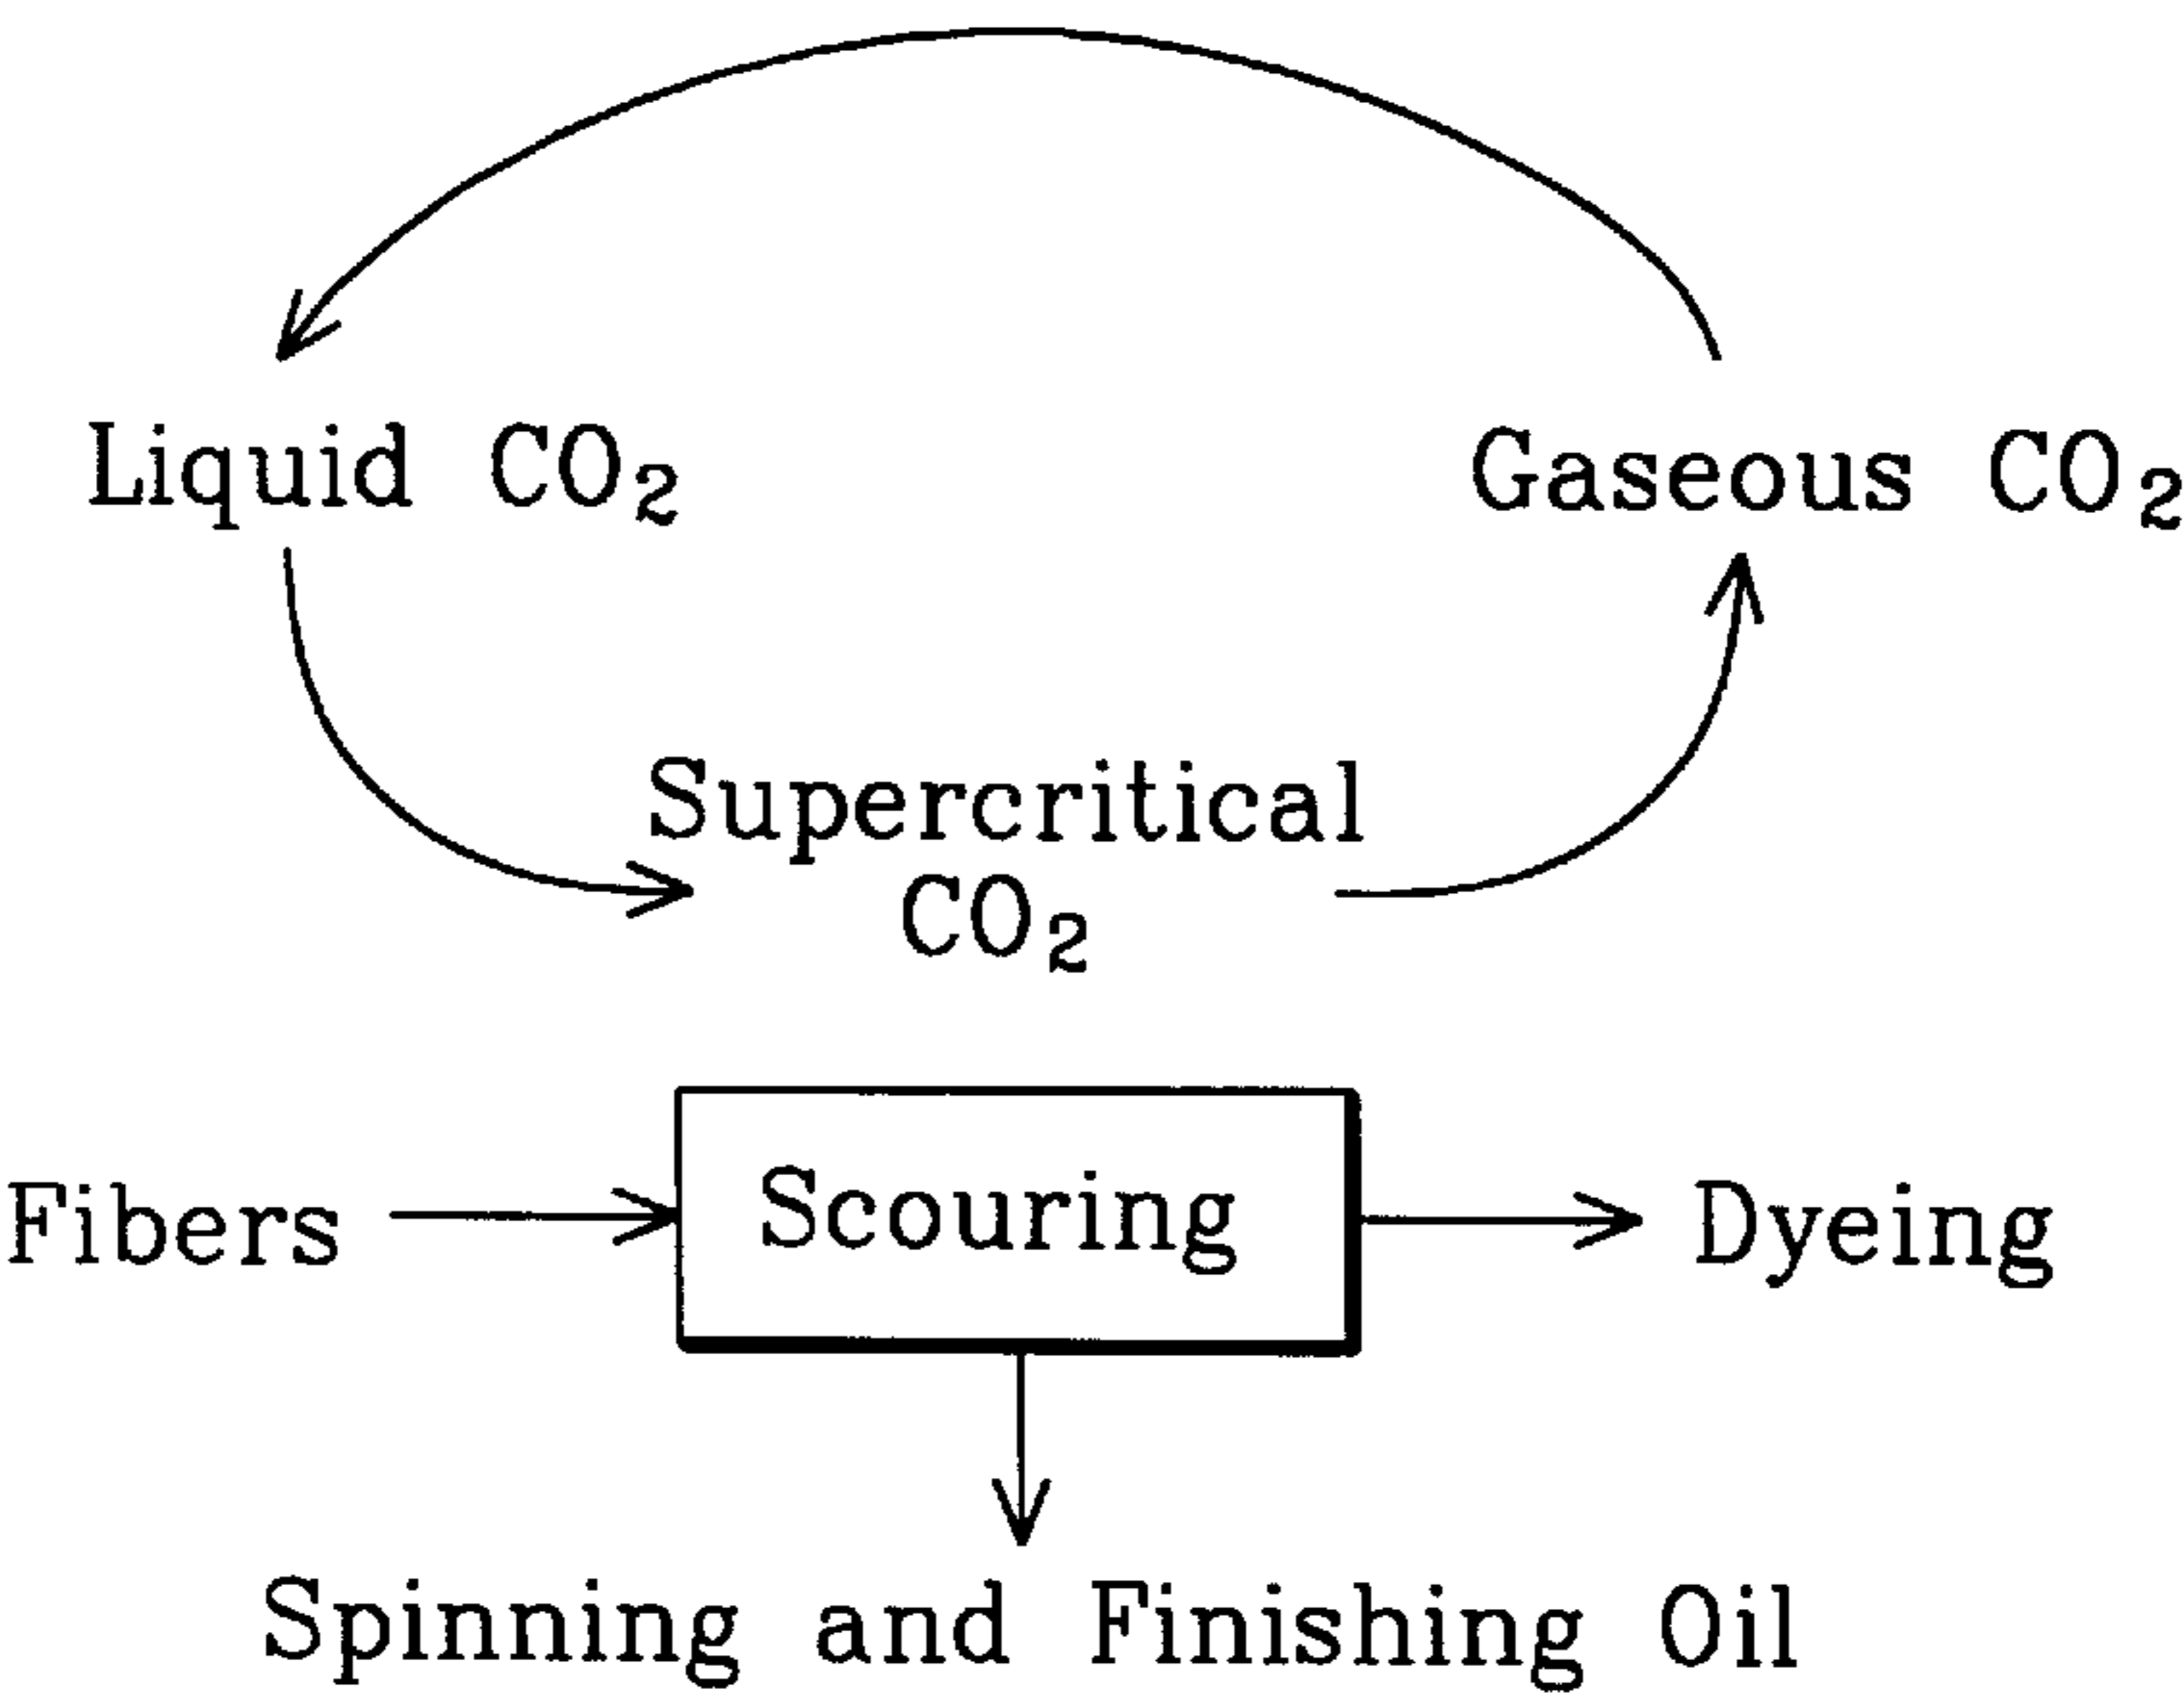 Liquid CO₂
Gaseous CO₂
Supercritical
CO₂
Fibers
Scouring
Dyeing
Spinning and Finishing Oil